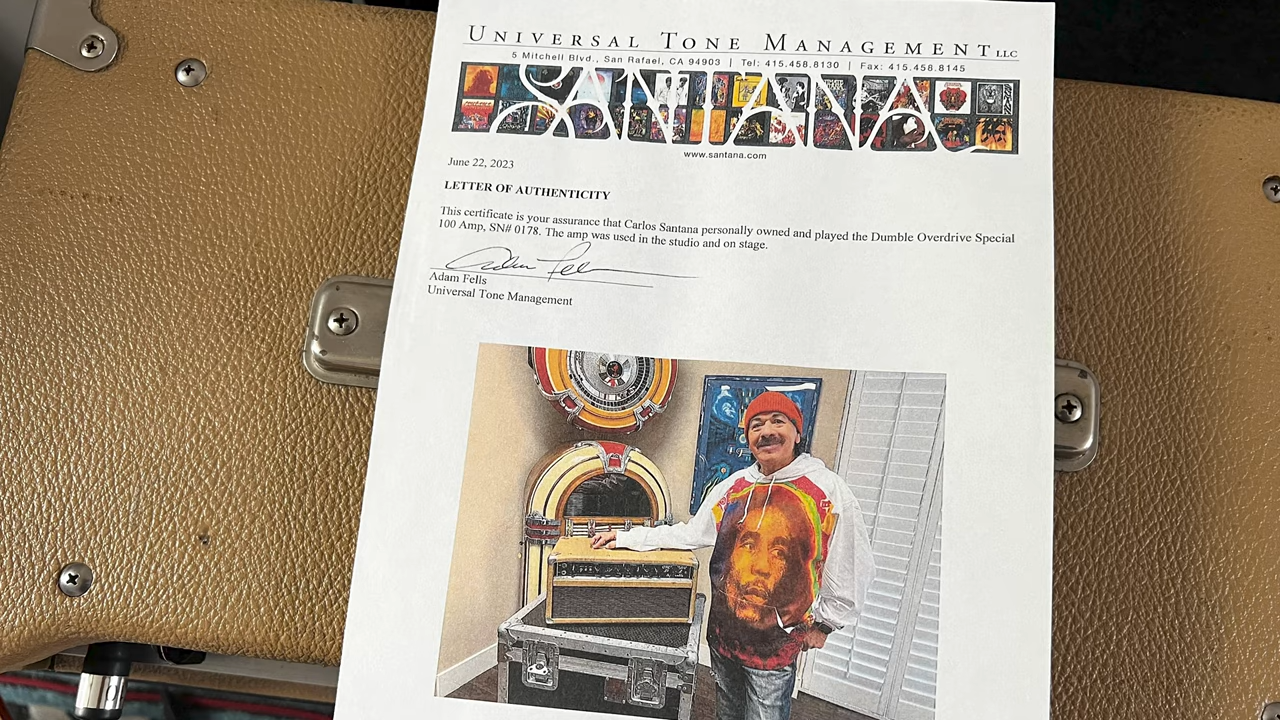 UNIVERSAL TONE MANAGEMENT LLC
5 Mitchell Blvd., San Rafael, CA 94903 | Tel: 415.458.8130 | Fax: 415.458.8145
SANTANA
www.santana.com
June 22, 2023
LETTER OF AUTHENTICITY
This certificate is your assurance that Carlos Santana personally owned and played the Dumble Overdrive Special
100 Amp, SN# 0178. The amp was used in the studio and on stage.
Adam Fells
Adam Fells
Universal Tone Management